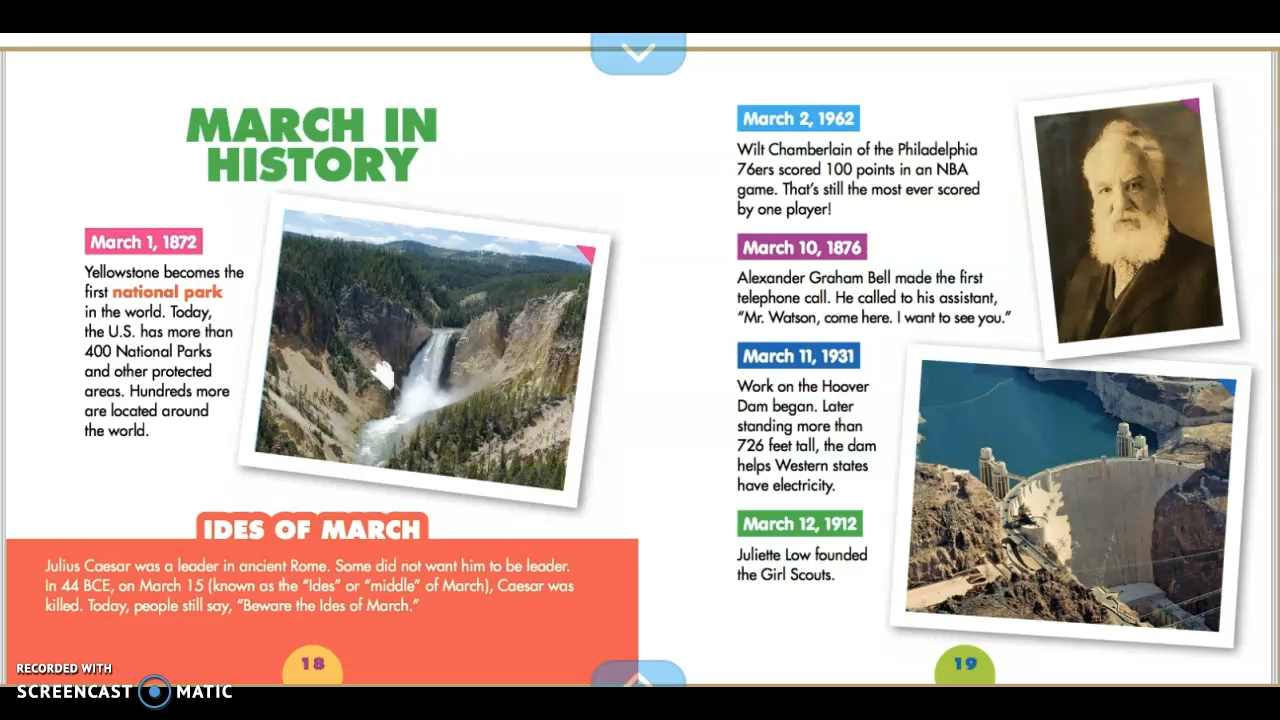 MARCH IN
HISTORY
March 1, 1872
Yellowstone becomes the
first national park
in the world. Today,
the U.S. has more than
400 National Parks
and other protected
areas. Hundreds more
are located around
the world.
IDES OF MARCH
Julius Caesar was a leader in ancient Rome. Some did not want him to be leader.
In 44 BCE, on March 15 (known as the “Ides” or “middle” of March), Caesar was
killed. Today, people still say, “Beware the Ides of March.”
18
March 2, 1962
Wilt Chamberlain of the Philadelphia
76ers scored 100 points in an NBA
game. That’s still the most ever scored
by one player!
March 10, 1876
Alexander Graham Bell made the first
telephone call. He called to his assistant,
“Mr. Watson, come here. I want to see you.”
March 11, 1931
Work on the Hoover
Dam began. Later
standing more than
726 feet tall, the dam
helps Western states
have electricity.
March 12, 1912
Juliette Low founded
the Girl Scouts.
19
RECORDED WITH
SCREENCAST MATIC